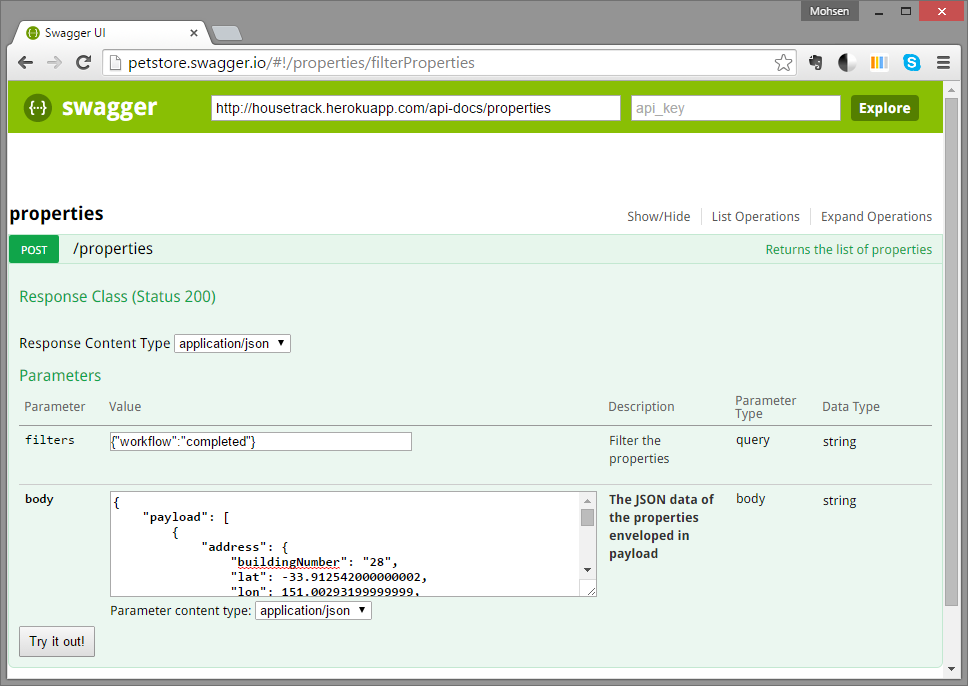 Mohsen
Swagger UI
petstore.swagger.io/#!/properties/filterProperties
{··} swagger http://housetrack.herokuapp.com/api-docs/properties api_key Explore
properties Show/Hide List Operations Expand Operations
POST /properties Returns the list of properties
Response Class (Status 200)
Response Content Type application/json
Parameters
Parameter Value Description Parameter Type Data Type
filters {"workflow":"completed"} Filter the properties query string
body
{
"payload": [
{
"address": {
"buildingNumber": "28",
"lat": -33.912542000000002,
"lon": 151.00293199999999,
The JSON data of
the properties
enveloped in
payload
body string
Parameter content type: application/json
Try it out!